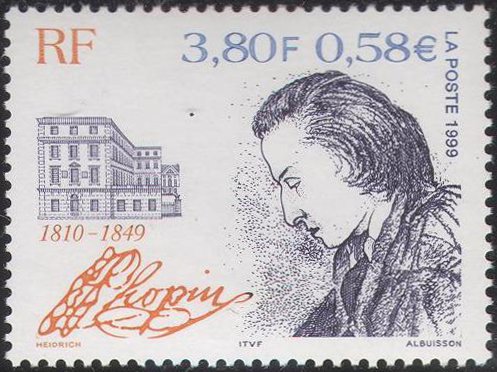 RF
3,80F 0,58€
LA POSTE 1999
1810-1849
Chopin
HEIDRICH
ITVF
ALBUISSON